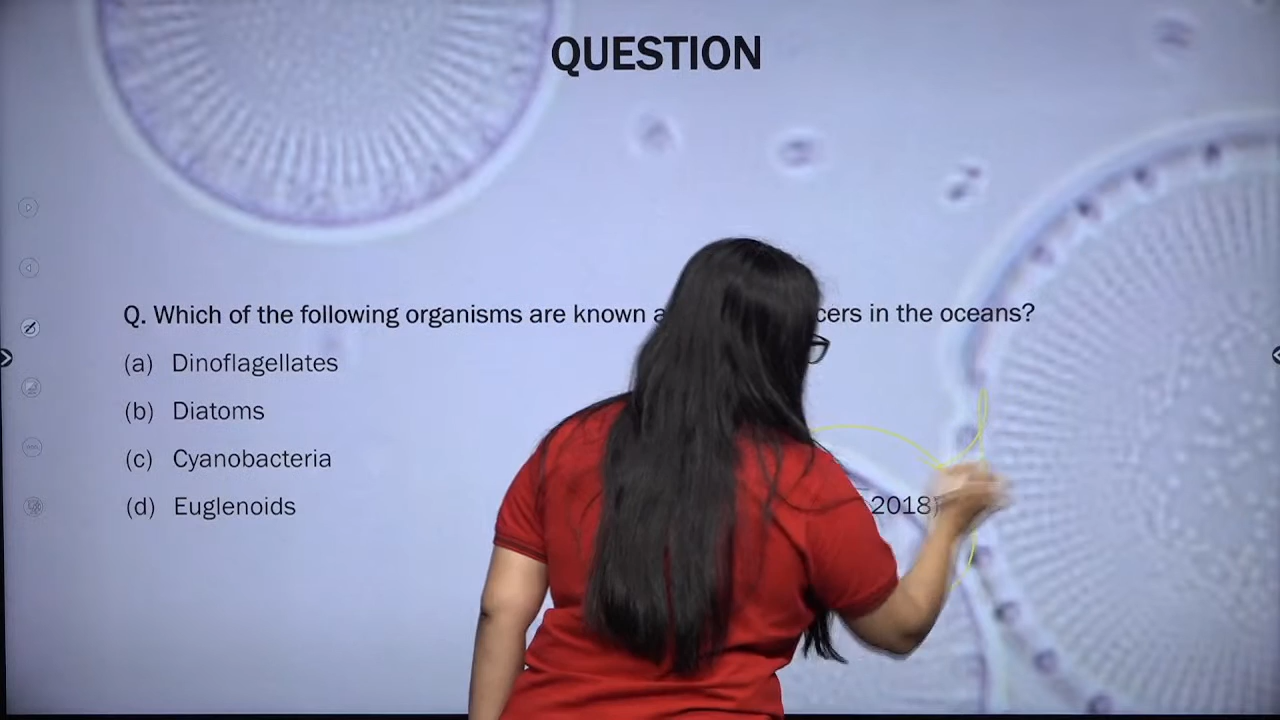 QUESTION
Q. Which of the following organisms are known a cers in the oceans?
(a) Dinoflagellates
(b) Diatoms
(c) Cyanobacteria
(d) Euglenoids
2018)